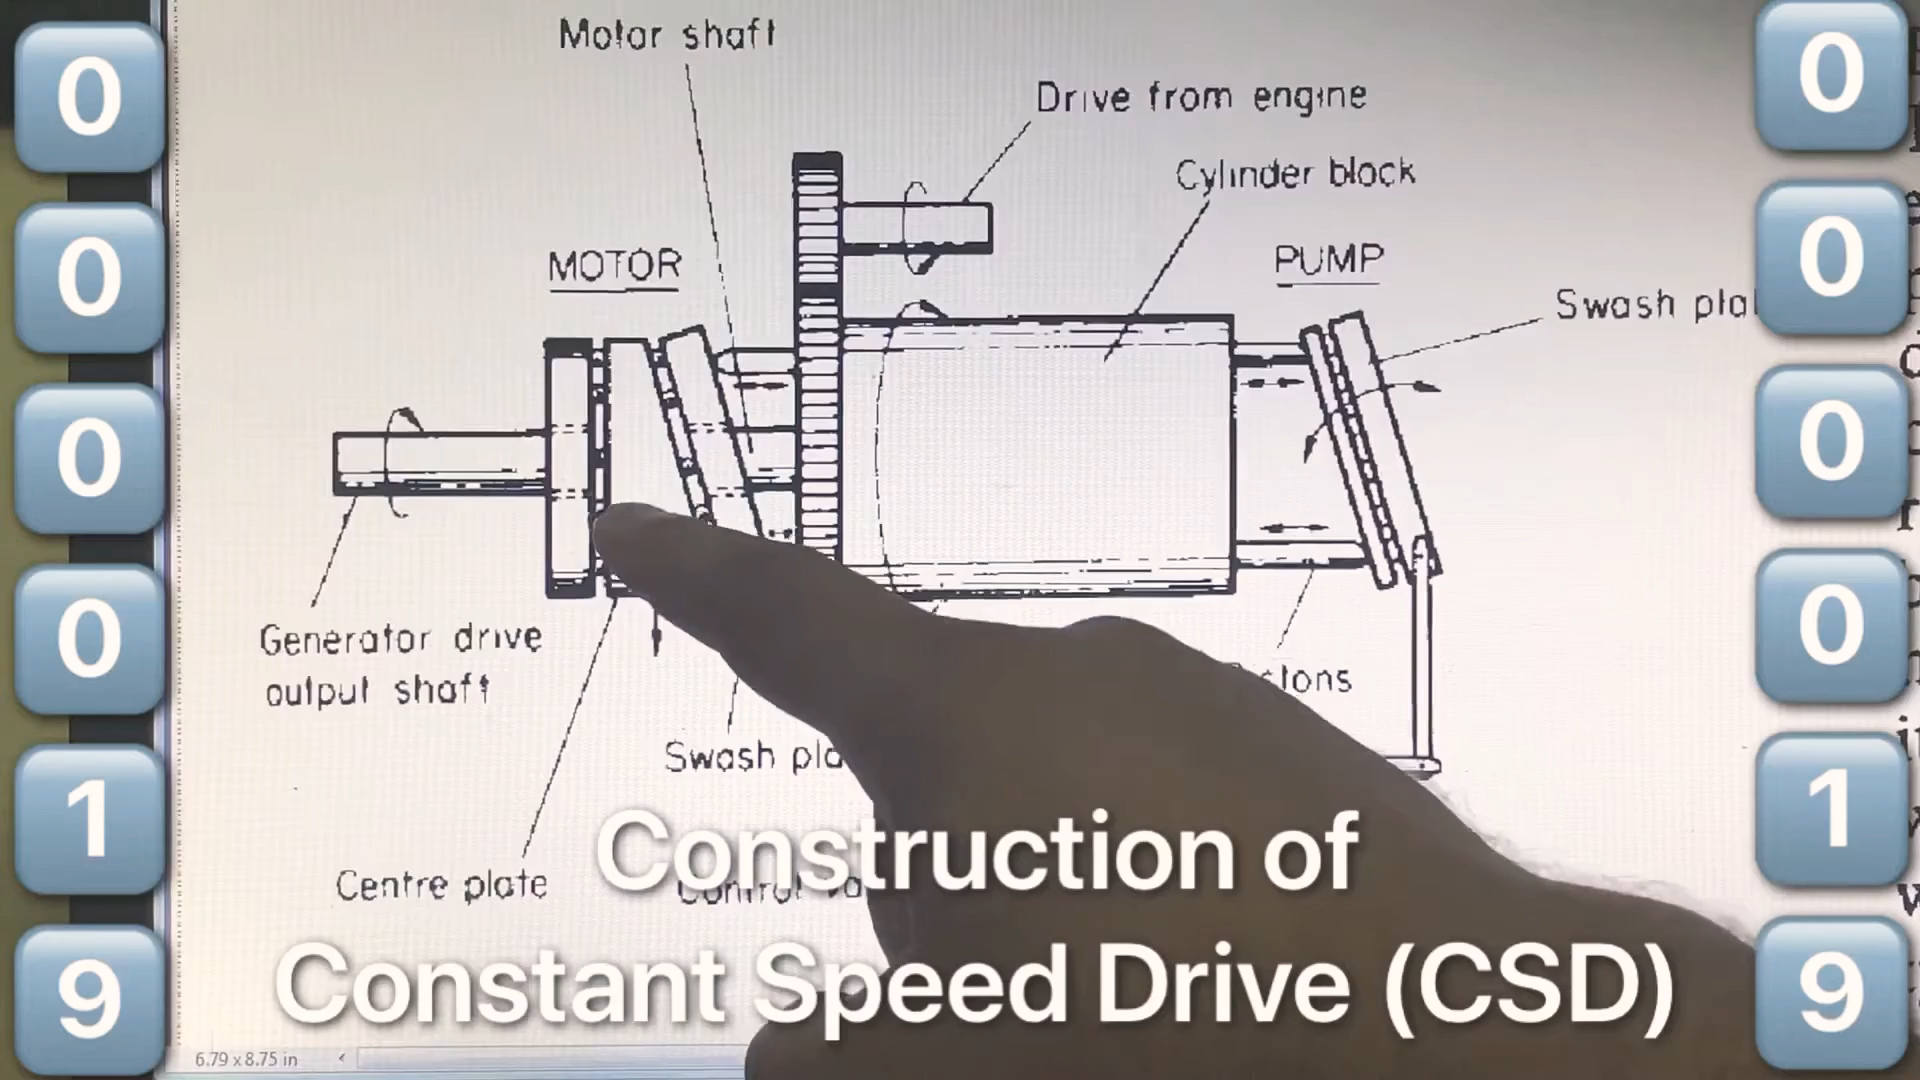 Motor shaft
Drive from engine
Cylinder block
MOTOR
PUMP
Swash
Generator drive
output shaft
Swash
Centre plate
Control
Construction of
Constant Speed Drive (CSD)
6.79 x 8.75 in
0
0
0
0
1
9
0
0
0
0
1
9